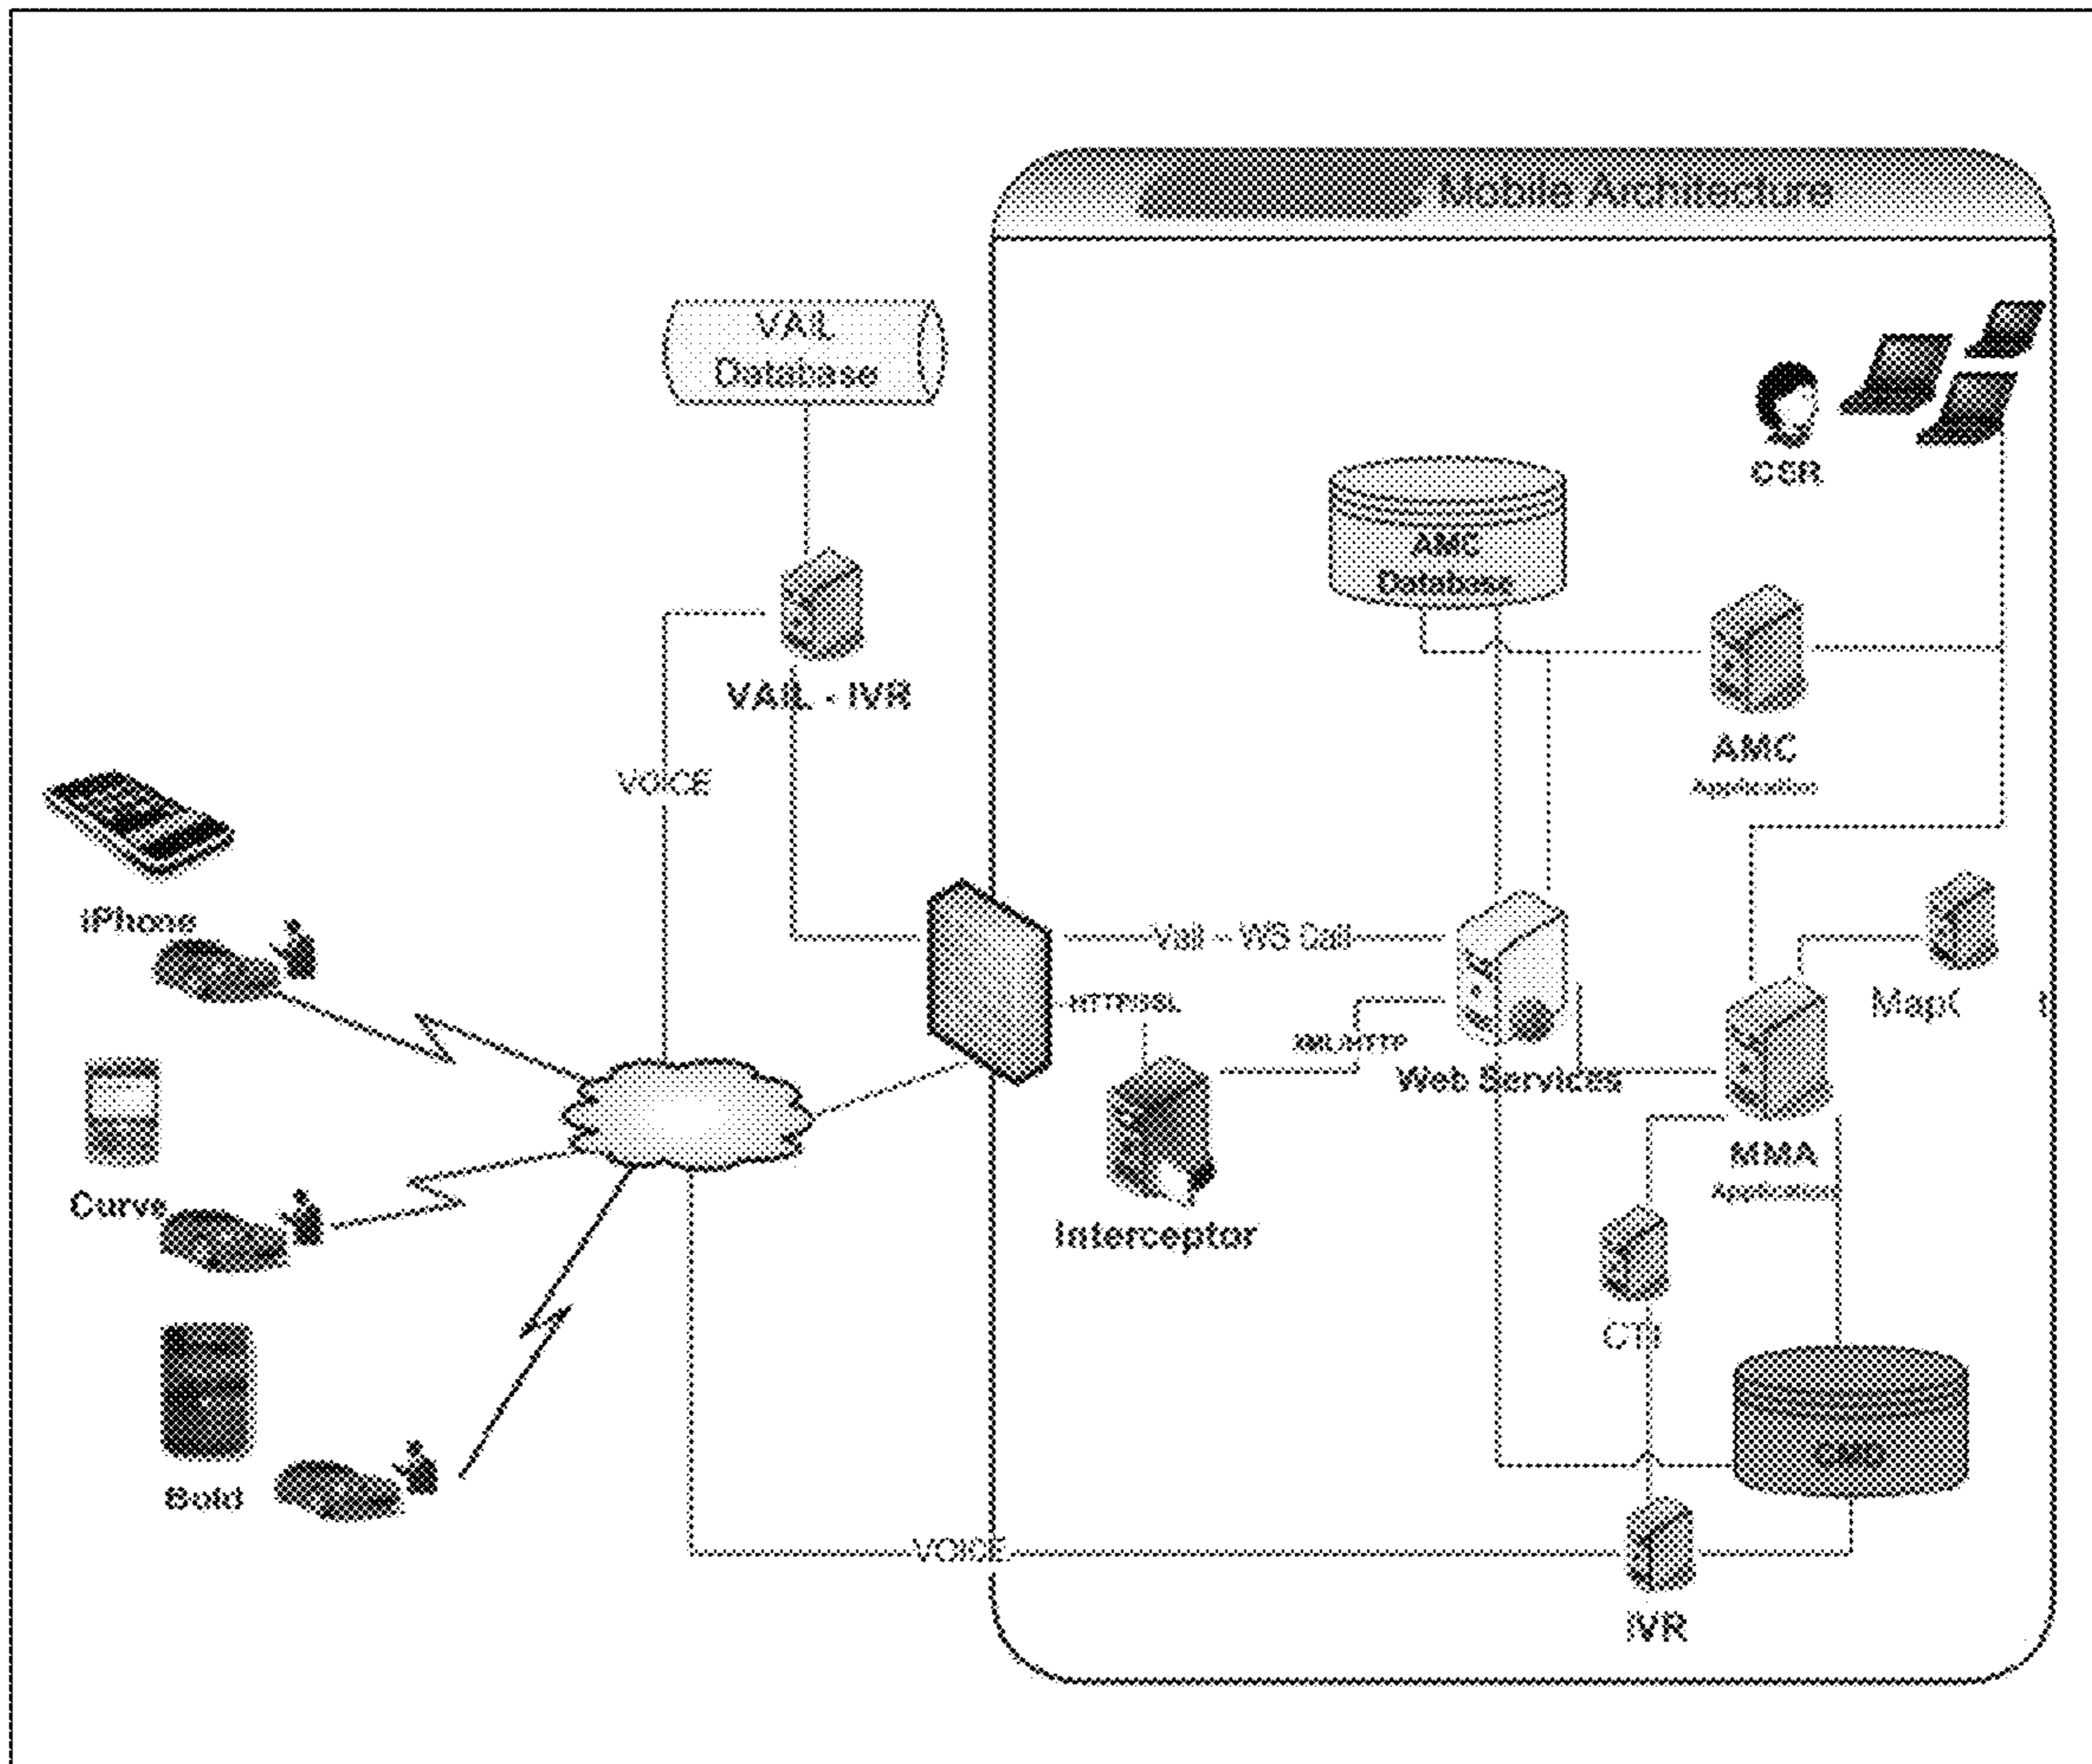 Mobile Architecture
VAIL
Database
CSR
AMC
Database
VAIL - IVR
AMC
Application
VOICE
iPhone
Vail - WS Call
HTTP/SSL
XML/HTTP
Web Services
MMA
Application
Curve
Interceptor
CTI
Bold
VOICE
IVR